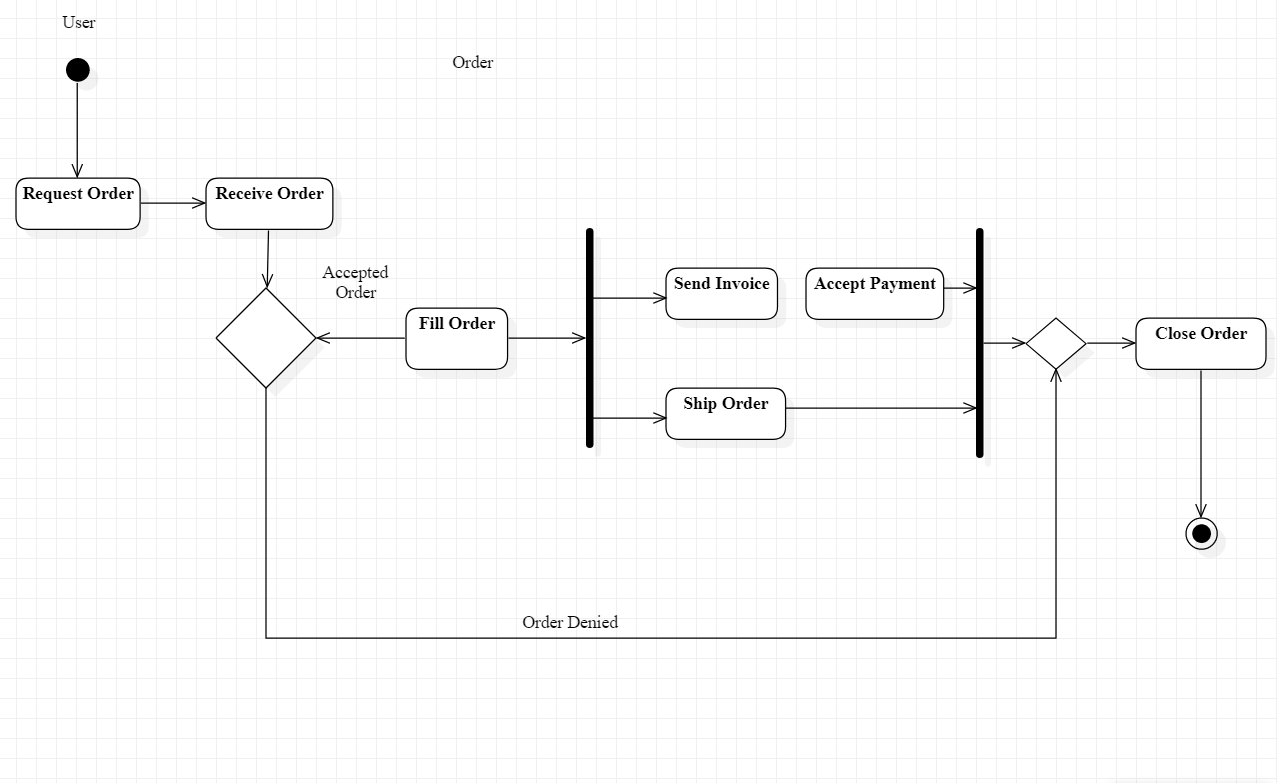 User
Order
Request Order
Receive Order
Accepted
Order
Fill Order
Send Invoice
Accept Payment
Ship Order
Close Order
Order Denied